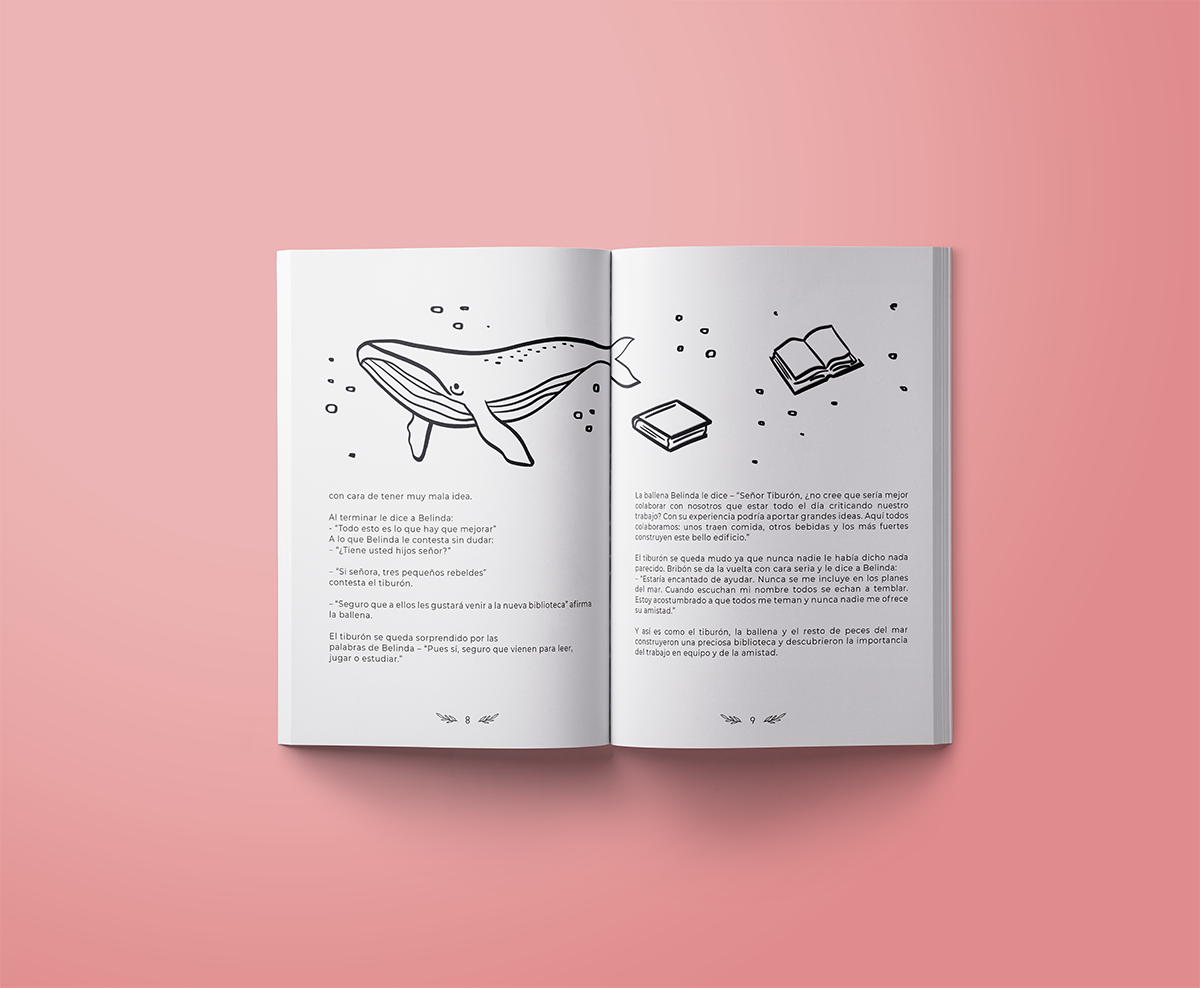 con cara de tener muy mala idea.
Al terminar le dice a Belinda:
- "Todo esto es lo que hay que mejorar"
A lo que Belinda le contesta sin dudar:
– "¿Tiene usted hijos señor?"
– "Si señora, tres pequeños rebeldes"
contesta el tiburón.
– "Seguro que a ellos les gustará venir a la nueva biblioteca" afirma
la ballena.
El tiburón se queda sorprendido por las
palabras de Belinda – "Pues sí, seguro que vienen para leer,
jugar o estudiar."
8
La ballena Belinda le dice – "Señor Tiburón, ¿no cree que sería mejor
colaborar con nosotros que estar todo el día criticando nuestro
trabajo? Con su experiencia podría aportar grandes ideas. Aquí todos
colaboramos: unos traen comida, otros bebidas y los más fuertes
construyen este bello edificio."
El tiburón se queda mudo ya que nunca nadie le había dicho nada
parecido. Bribón se da la vuelta con cara seria y le dice a Belinda:
– "Estaría encantado de ayudar. Nunca se me incluye en los planes
del mar. Cuando escuchan mi nombre todos se echan a temblar.
Estoy acostumbrado a que todos me teman y nunca nadie me ofrece
su amistad."
Y así es como el tiburón, la ballena y el resto de peces del mar
construyeron una preciosa biblioteca y descubrieron la importancia
del trabajo en equipo y de la amistad.
9